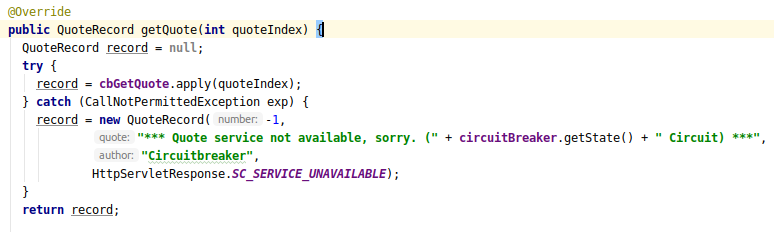 @Override
public QuoteRecord getQuote(int quoteIndex) {
QuoteRecord record = null;
try {
record = cbGetQuote.apply(quoteIndex);
} catch (CallNotPermittedException exp) {
record = new QuoteRecord( number: -1,
quote: "*** Quote service not available, sorry. (" + circuitBreaker.getState() + " Circuit) ***",
author: "Circuitbreaker",
HttpServletResponse.SC_SERVICE_UNAVAILABLE);
}
return record;